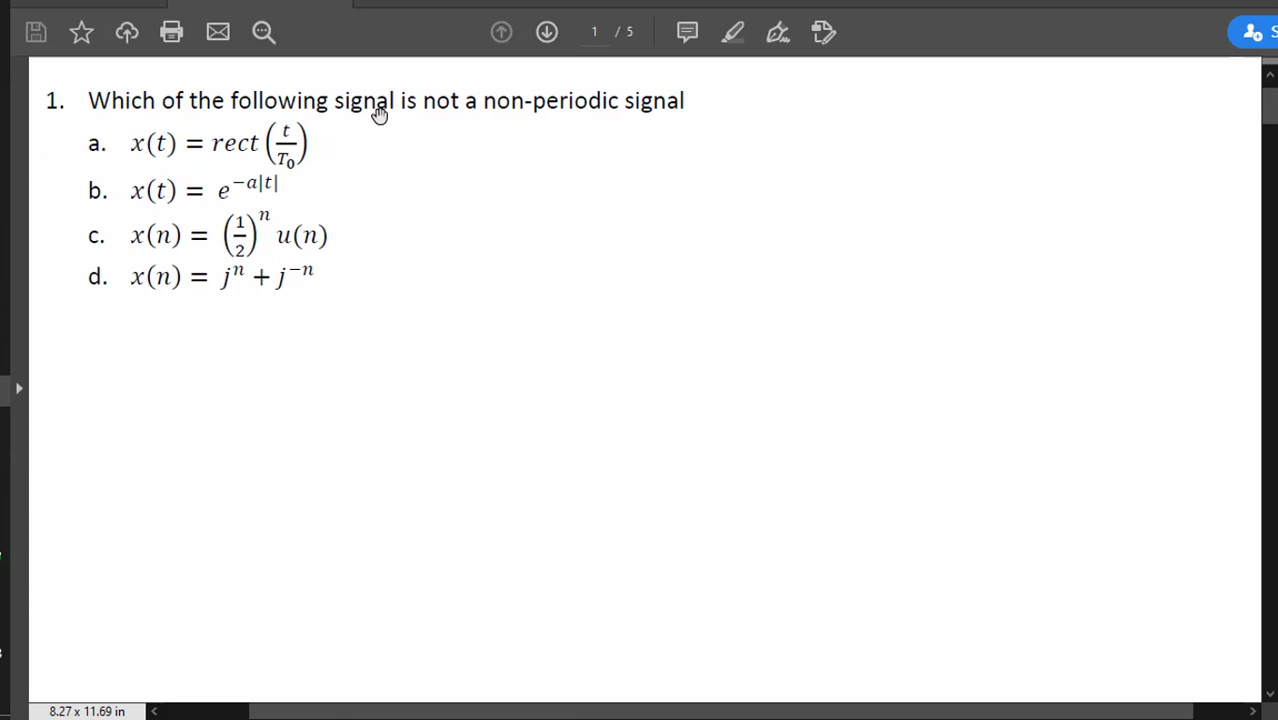 1 / 5
S
1. Which of the following signal is not a non-periodic signal
a. x(t) = rect(t/T₀)
b. x(t) = e^{-a|t|}
c. x(n) = (1/2)^n u(n)
d. x(n) = j^n + j^{-n}
8.27 x 11.69 in